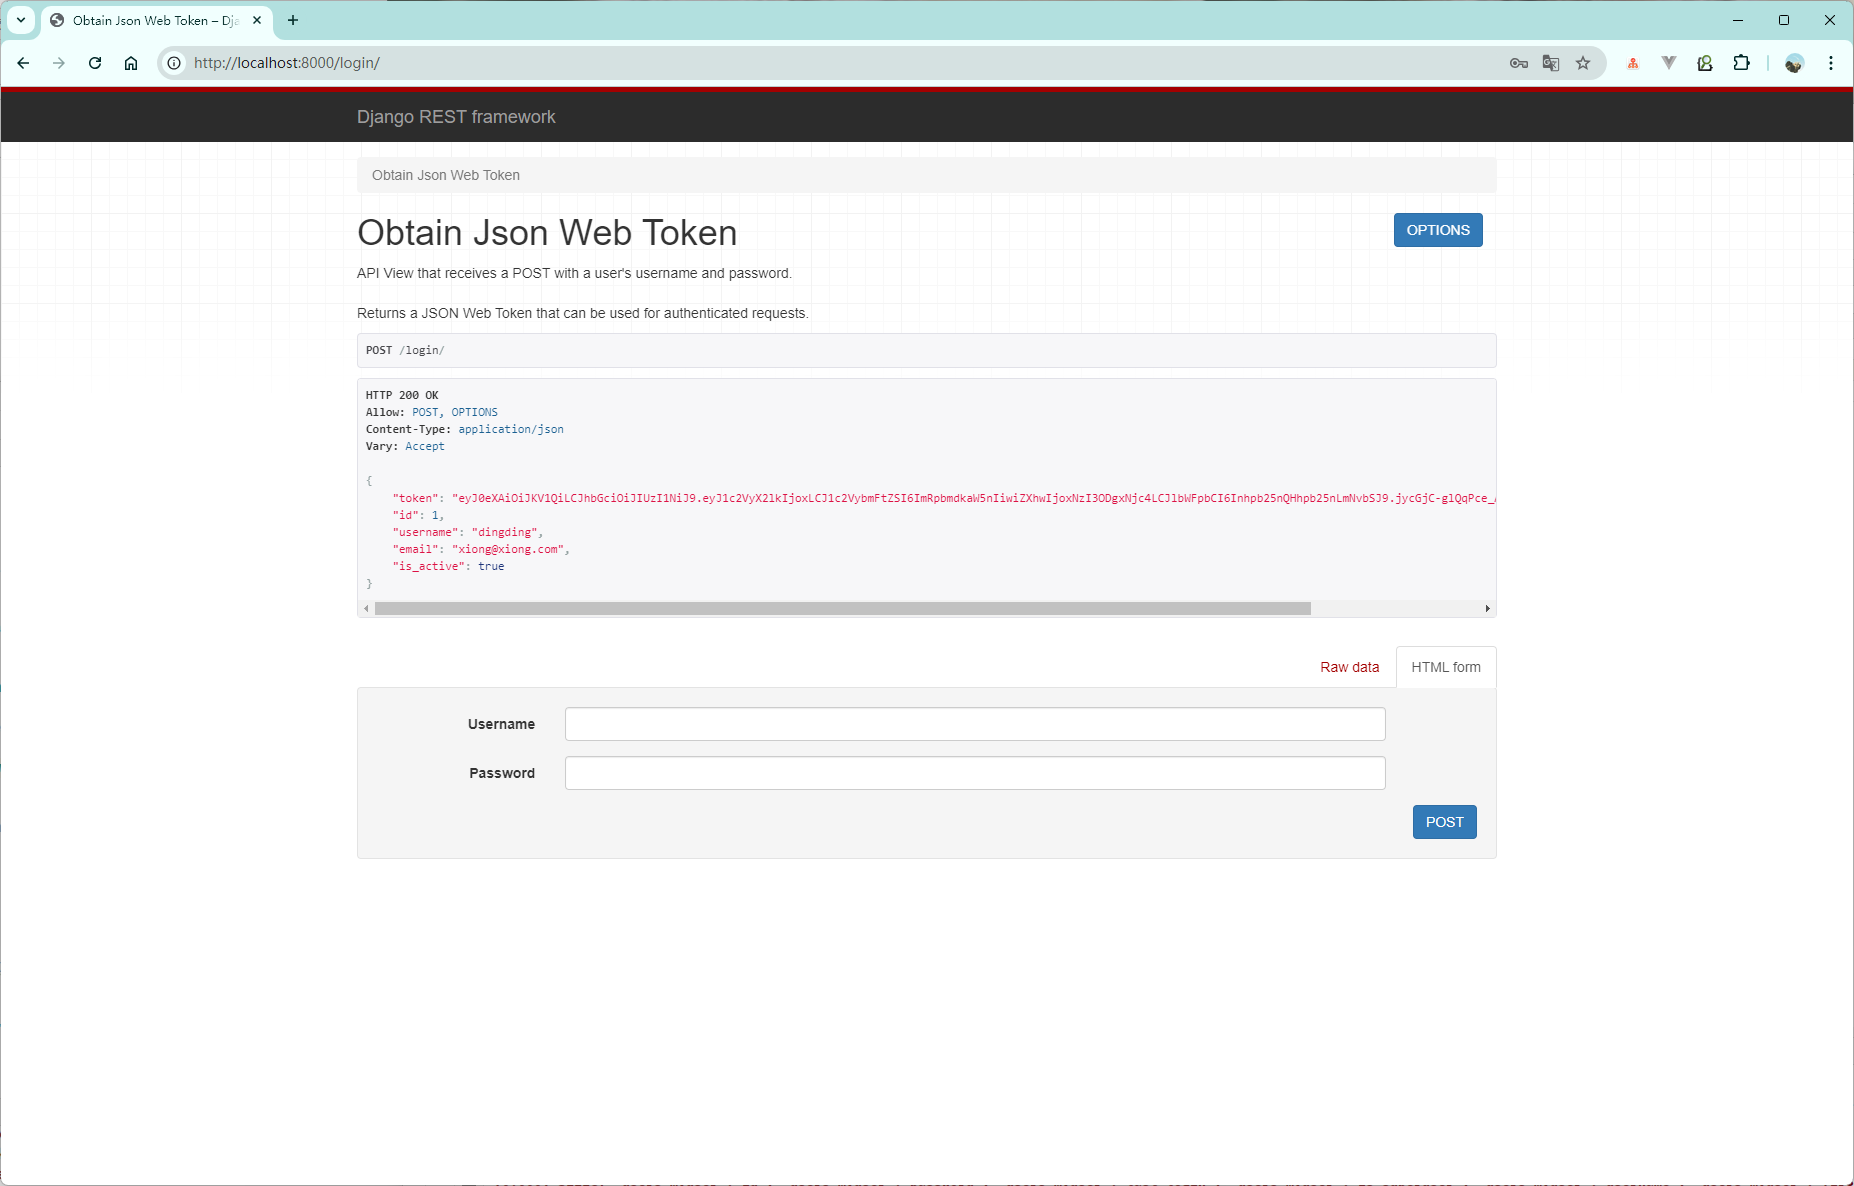 Obtain Json Web Token – Dja
http://localhost:8000/login/
Django REST framework
Obtain Json Web Token
Obtain Json Web Token
OPTIONS
API View that receives a POST with a user's username and password.
Returns a JSON Web Token that can be used for authenticated requests.
POST /login/
HTTP 200 OK
Allow: POST, OPTIONS
Content-Type: application/json
Vary: Accept
{
"token": "eyJ0eXAiOiJKV1QiLCJhbGciOiJIUzI1NiJ9.eyJ1c2VyX2lkIjoxLCJ1c2VybmFtZSI6ImRpbmdkaW5nIiwiZXhwIjoxNzI3ODgxNjc4LCJlbWFpbCI6Inhpb25nQHhpb25nLmNvbSJ9.jycGjC-glQqPce_
"id": 1,
"username": "dingding",
"email": "xiong@xiong.com",
"is_active": true
}
Raw data
HTML form
Username
Password
POST